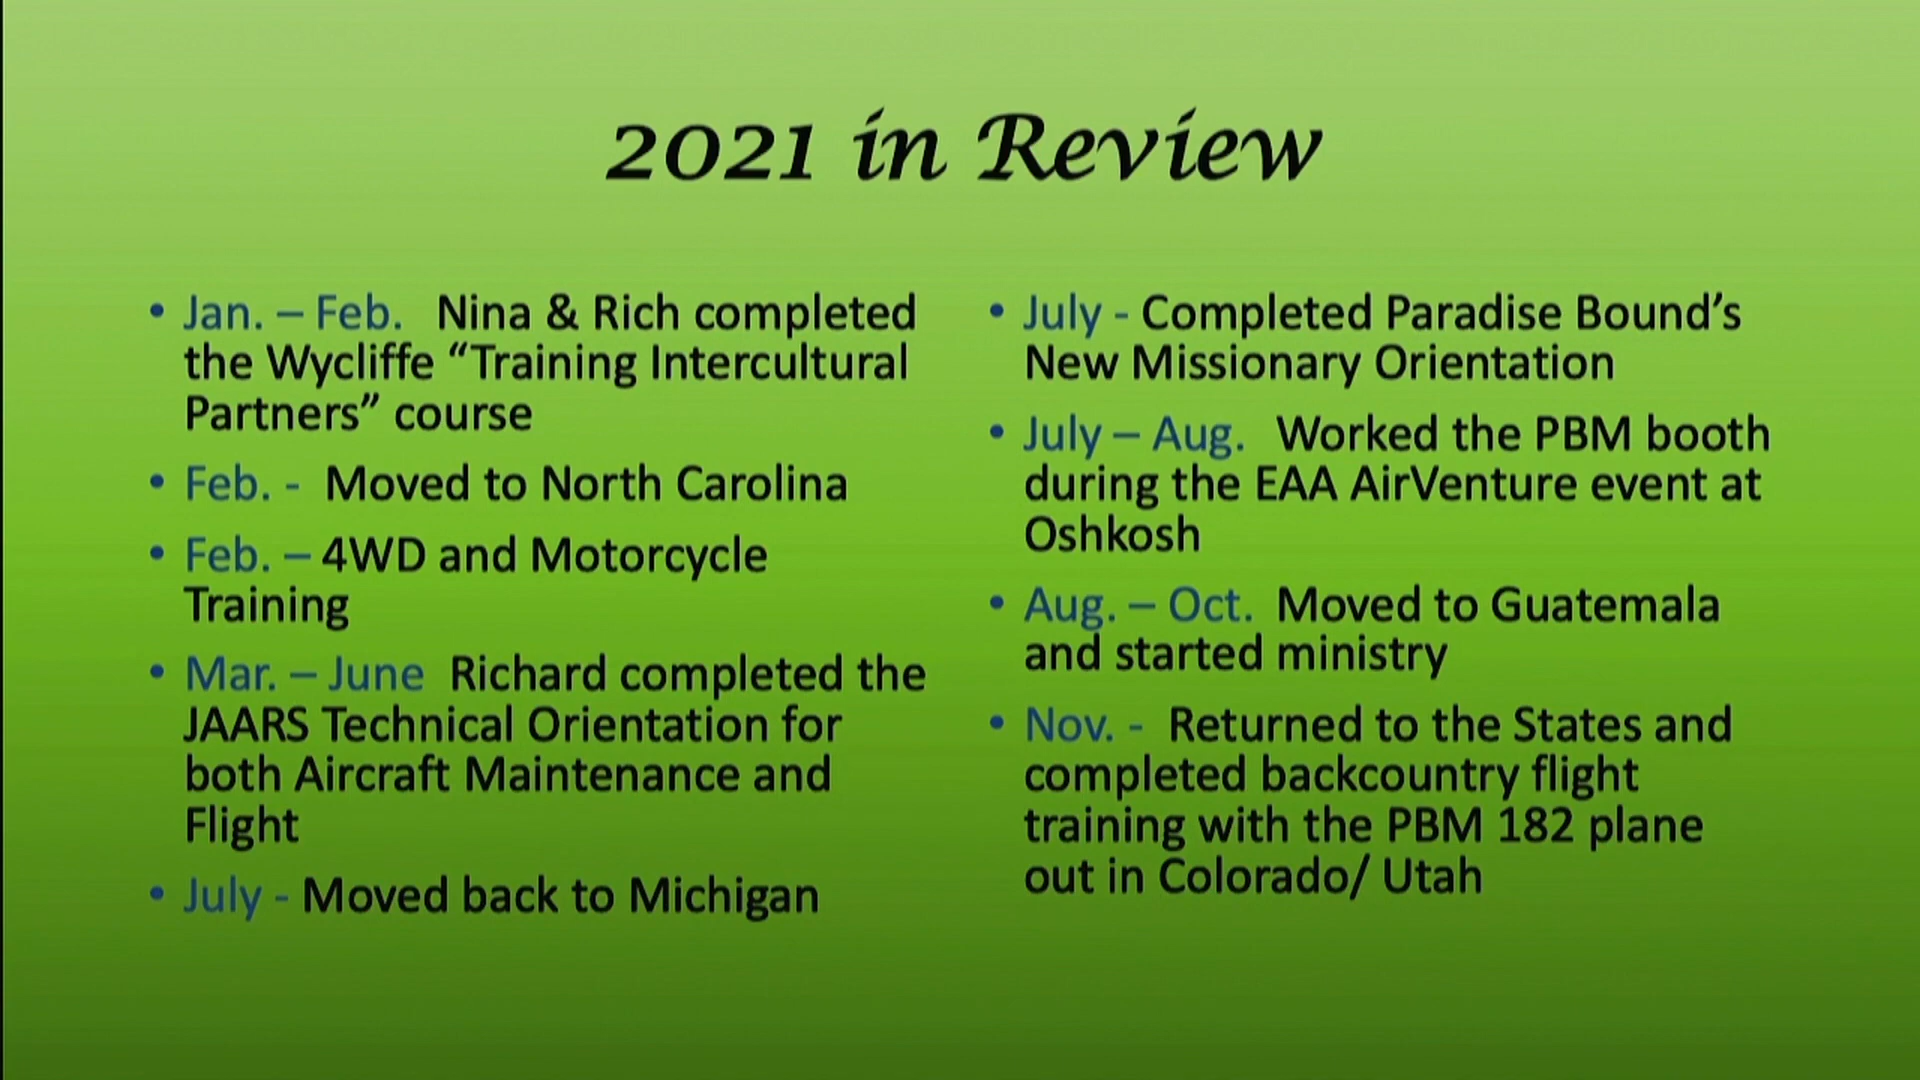 2021 in Review
• Jan. – Feb. Nina & Rich completed
the Wycliffe “Training Intercultural
Partners” course
• Feb. - Moved to North Carolina
• Feb. – 4WD and Motorcycle
Training
• Mar. – June Richard completed the
JAARS Technical Orientation for
both Aircraft Maintenance and
Flight
• July - Moved back to Michigan
• July - Completed Paradise Bound’s
New Missionary Orientation
• July – Aug. Worked the PBM booth
during the EAA AirVenture event at
Oshkosh
• Aug. – Oct. Moved to Guatemala
and started ministry
• Nov. - Returned to the States and
completed backcountry flight
training with the PBM 182 plane
out in Colorado/ Utah